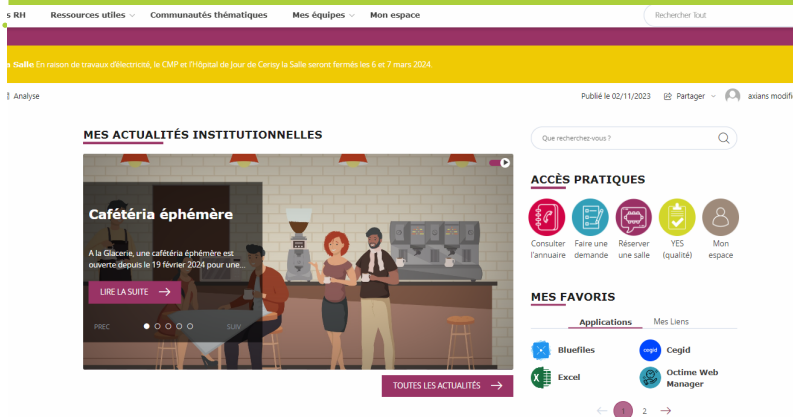 s RH Ressources utiles Communautés thématiques Mes équipes Mon espace Rechercher Tout
Salle En raison de travaux d'électricité, le CMP et l'Hôpital de Jour de Cerisy la Salle seront fermés les 6 et 7 mars 2024.
Analyse Publié le 02/11/2023 Partager axians modifi
MES ACTUALITÉS INSTITUTIONNELLES
Cafétéria éphémère
A la Glacerie, une cafétéria éphémère est
ouverte depuis le 19 février 2024 pour une...
LIRE LA SUITE →
PREC SUIV
TOUTES LES ACTUALITÉS →
Que recherchez-vous ?
ACCÈS PRATIQUES
Consulter Faire une Réserver YES Mon
l'annuaire demande une salle (qualité) espace
MES FAVORIS
Applications Mes Liens
Bluefiles cegid Cegid
Excel Octime Web
Manager
← 1 2 →